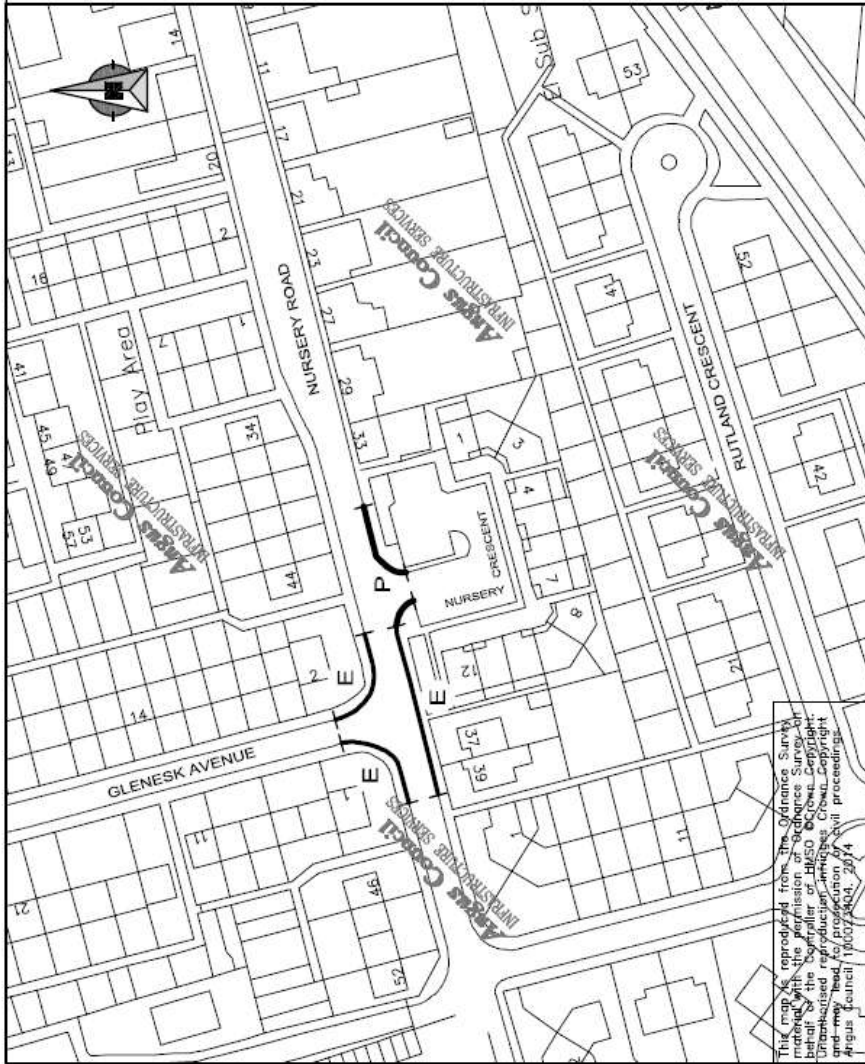 14
11
20
17
16
2
21
23
27
29
33
NURSERY ROAD
Play Area
7
1
41
45
49
53
57
34
44
Angus Council
INFRASTRUCTURE SERVICES
Angus Council
INFRASTRUCTURE SERVICES
El Sub S
53
1
3
4
7
8
12
NURSERY
CRESCENT
P
E
E
E
2
14
GLENESK AVENUE
1
11
21
37
39
46
52
Angus Council
INFRASTRUCTURE SERVICES
41
52
42
21
RUTLAND CRESCENT
Angus Council
INFRASTRUCTURE SERVICES
1
11
This map is reproduced from the Ordnance Survey
material with the permission of Ordnance Survey on
behalf of the Controller of HMSO ©Crown Copyright.
Unauthorised reproduction infringes Crown Copyright
and may lead to prosecution or civil proceedings.
Angus Council 100023404. 2014